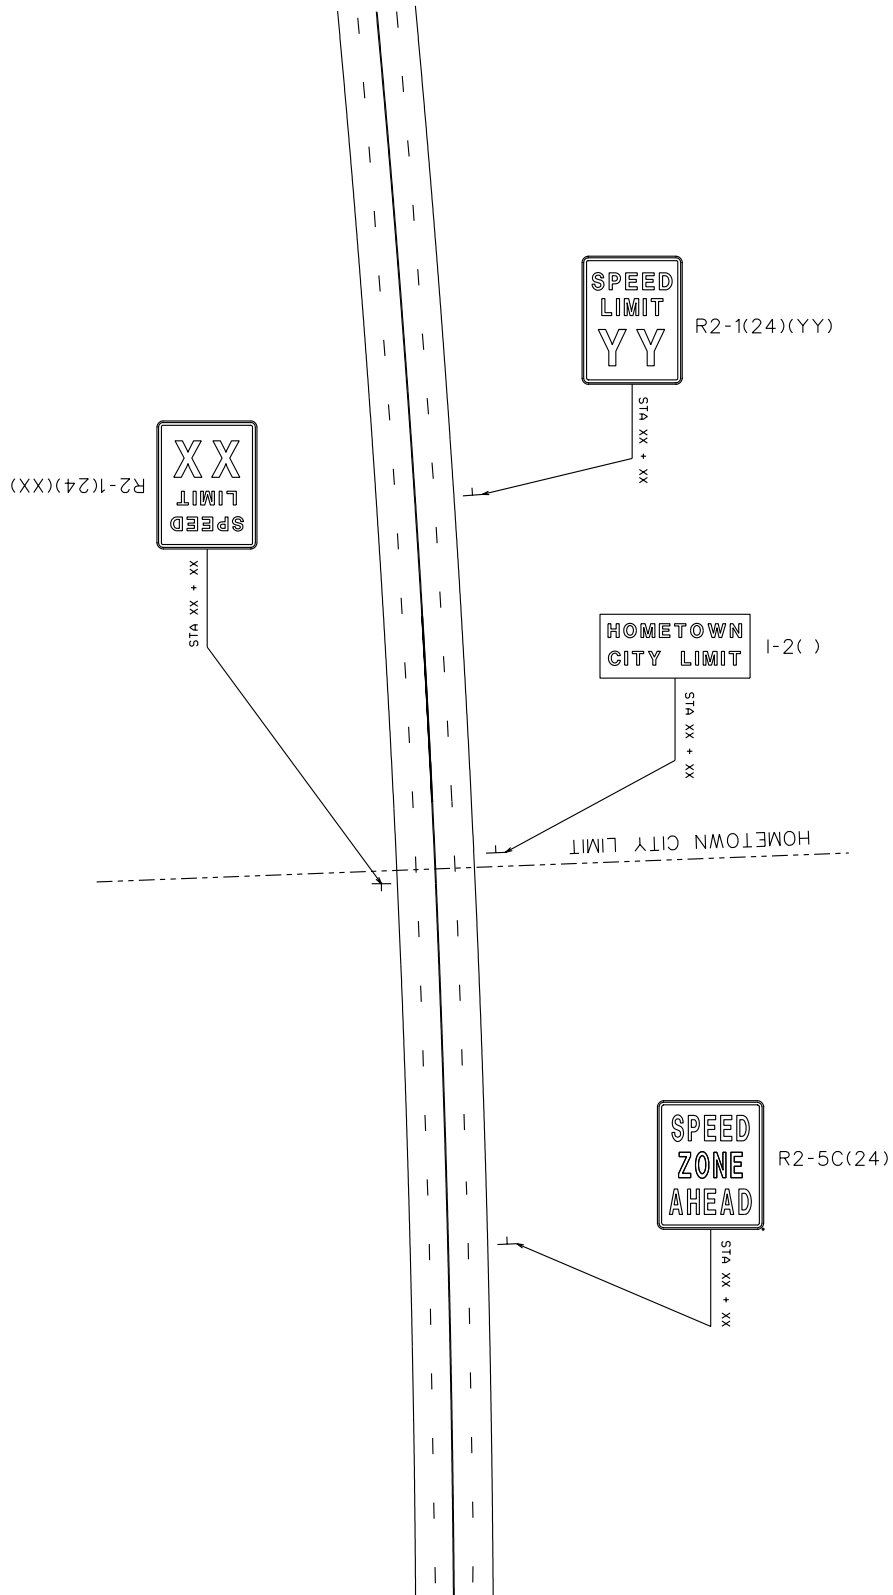 SPEED
LIMIT
YY
R2-1(24)(YY)
STA XX + XX
SPEED
LIMIT
XX
R2-1(24)(XX)
STA XX + XX
HOMETOWN
CITY LIMIT
I-2( )
STA XX + XX
HOMETOWN CITY LIMIT
SPEED
ZONE
AHEAD
R2-5C(24)
STA XX + XX